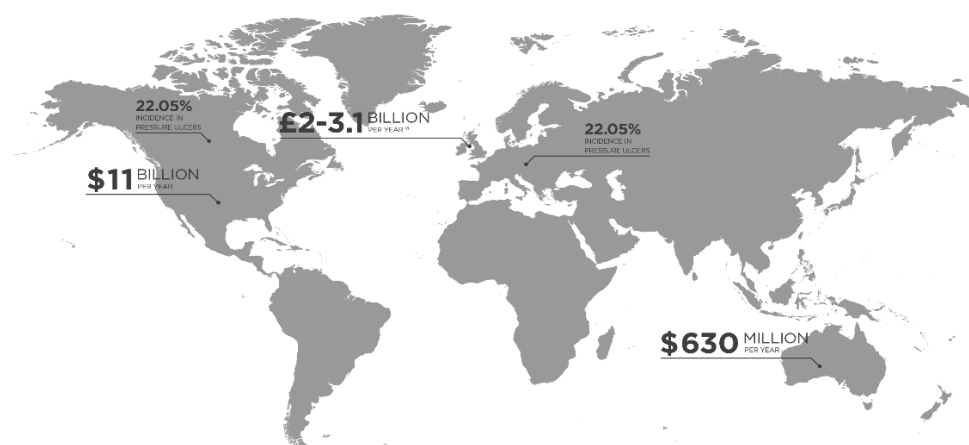 22.05%
INCIDENCE IN
PRESSURE ULCERS
£2-3.1 BILLION
PER YEAR VI
22.05%
INCIDENCE IN
PRESSURE ULCERS
$11 BILLION
PER YEAR
$630 MILLION
PER YEAR